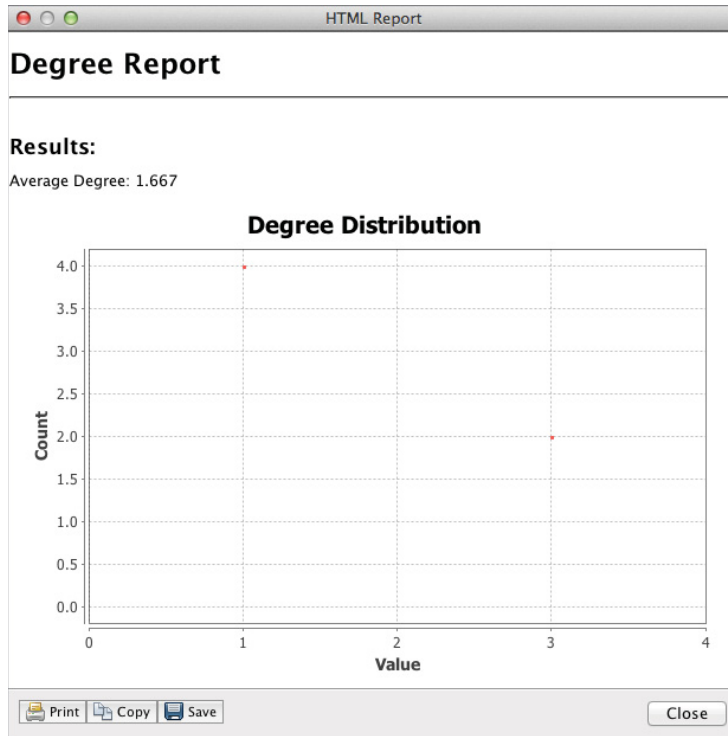 HTML Report
Degree Report
Results:
Average Degree: 1.667
Degree Distribution
4.0
3.5
3.0
2.5
2.0
1.5
1.0
0.5
0.0
Count
0 1 2 3 4
Value
Print Copy Save Close